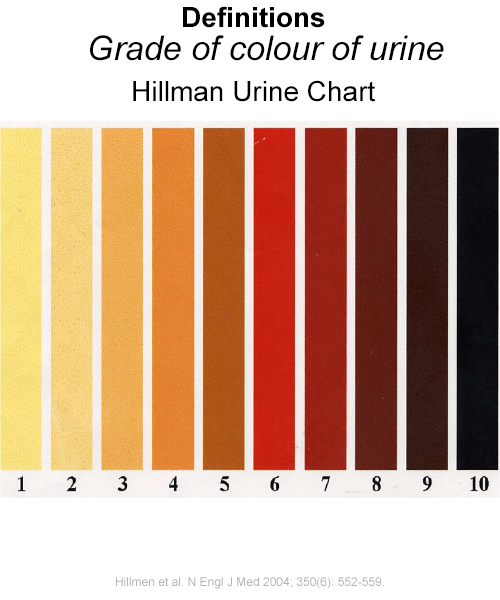 Definitions
Grade of colour of urine
Hillman Urine Chart
1 2 3 4 5 6 7 8 9 10
Hillmen et al. N Engl J Med 2004; 350(6): 552-559.